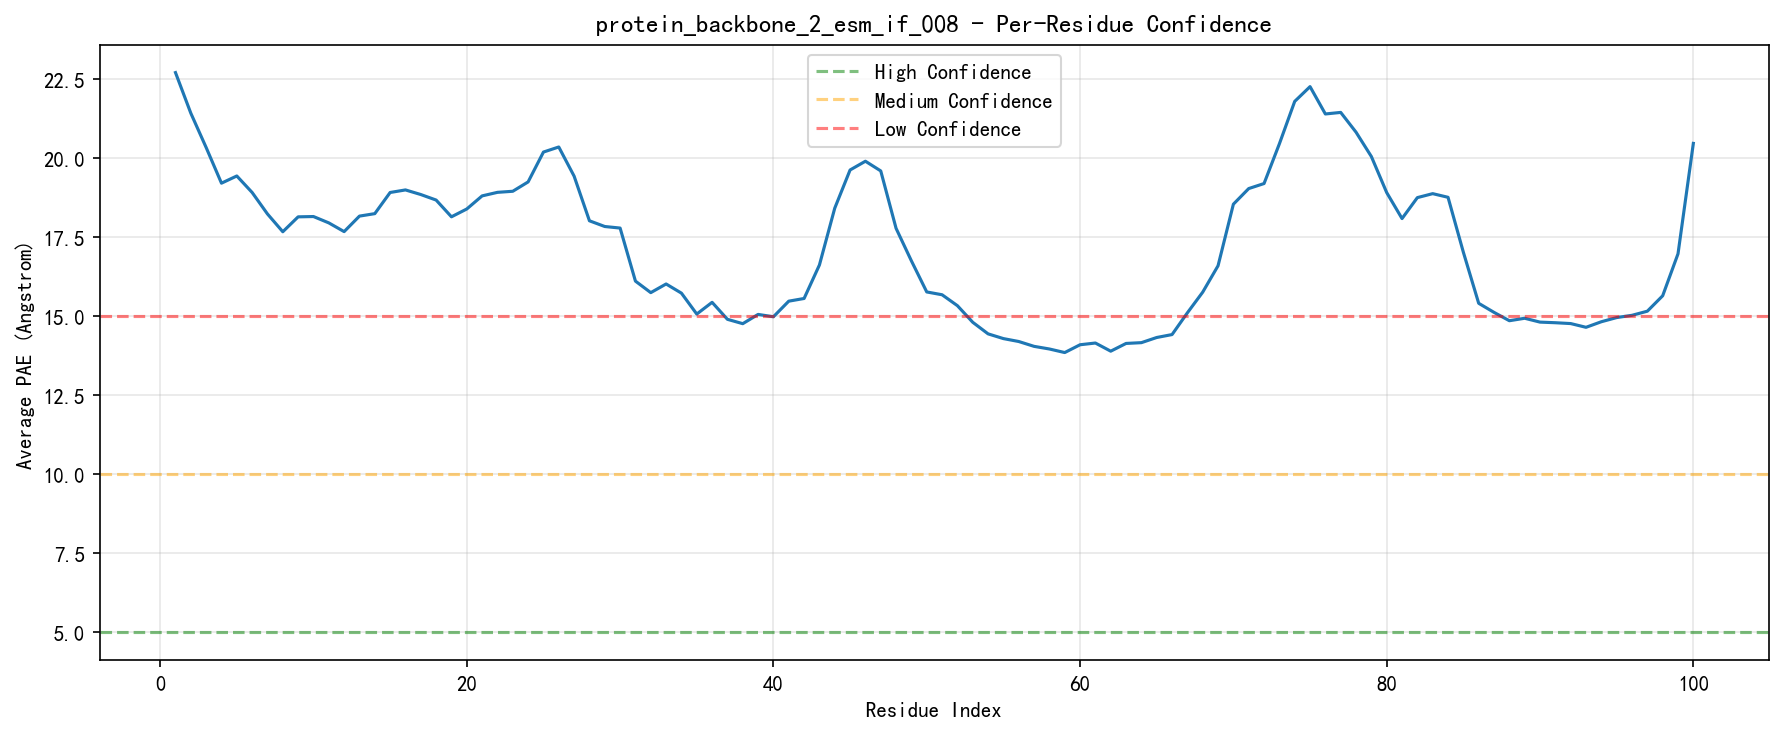 protein_backbone_2_esm_if_008 - Per-Residue Confidence
High Confidence
Medium Confidence
Low Confidence
Average PAE (Angstrom)
22.5
20.0
17.5
15.0
12.5
10.0
7.5
5.0
0 20 40 60 80 100
Residue Index